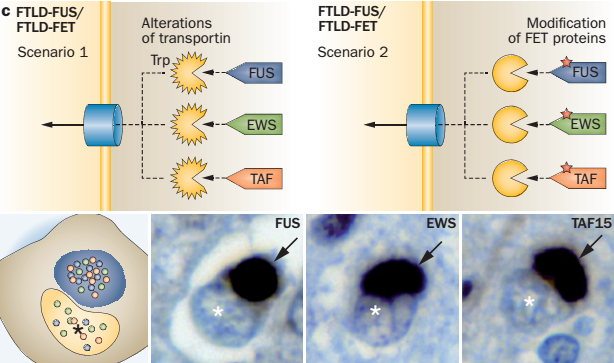 c FTLD-FUS/
FTLD-FET
Scenario 1
Alterations
of transportin
Trp
FUS
EWS
TAF
FTLD-FUS/
FTLD-FET
Scenario 2
Modification
of FET proteins
FUS
EWS
TAF
*
FUS
*
EWS
*
TAF15
*